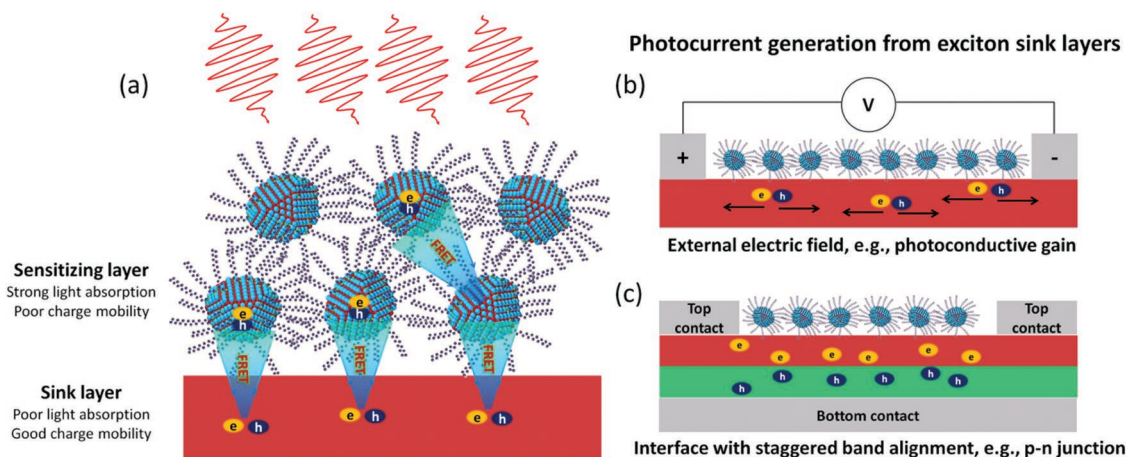 (a)
e
h
FRET
Sensitizing layer
Strong light absorption
Poor charge mobility
e
h
e
h
FRET
FRET
FRET
Sink layer
Poor light absorption
Good charge mobility
e h
e h
e h
Photocurrent generation from exciton sink layers
(b)
V
+
-
e h
e h
e h
External electric field, e.g., photoconductive gain
(c)
Top
contact
Top
contact
e e e e e e
h h h h h h
Bottom contact
Interface with staggered band alignment, e.g., p-n junction